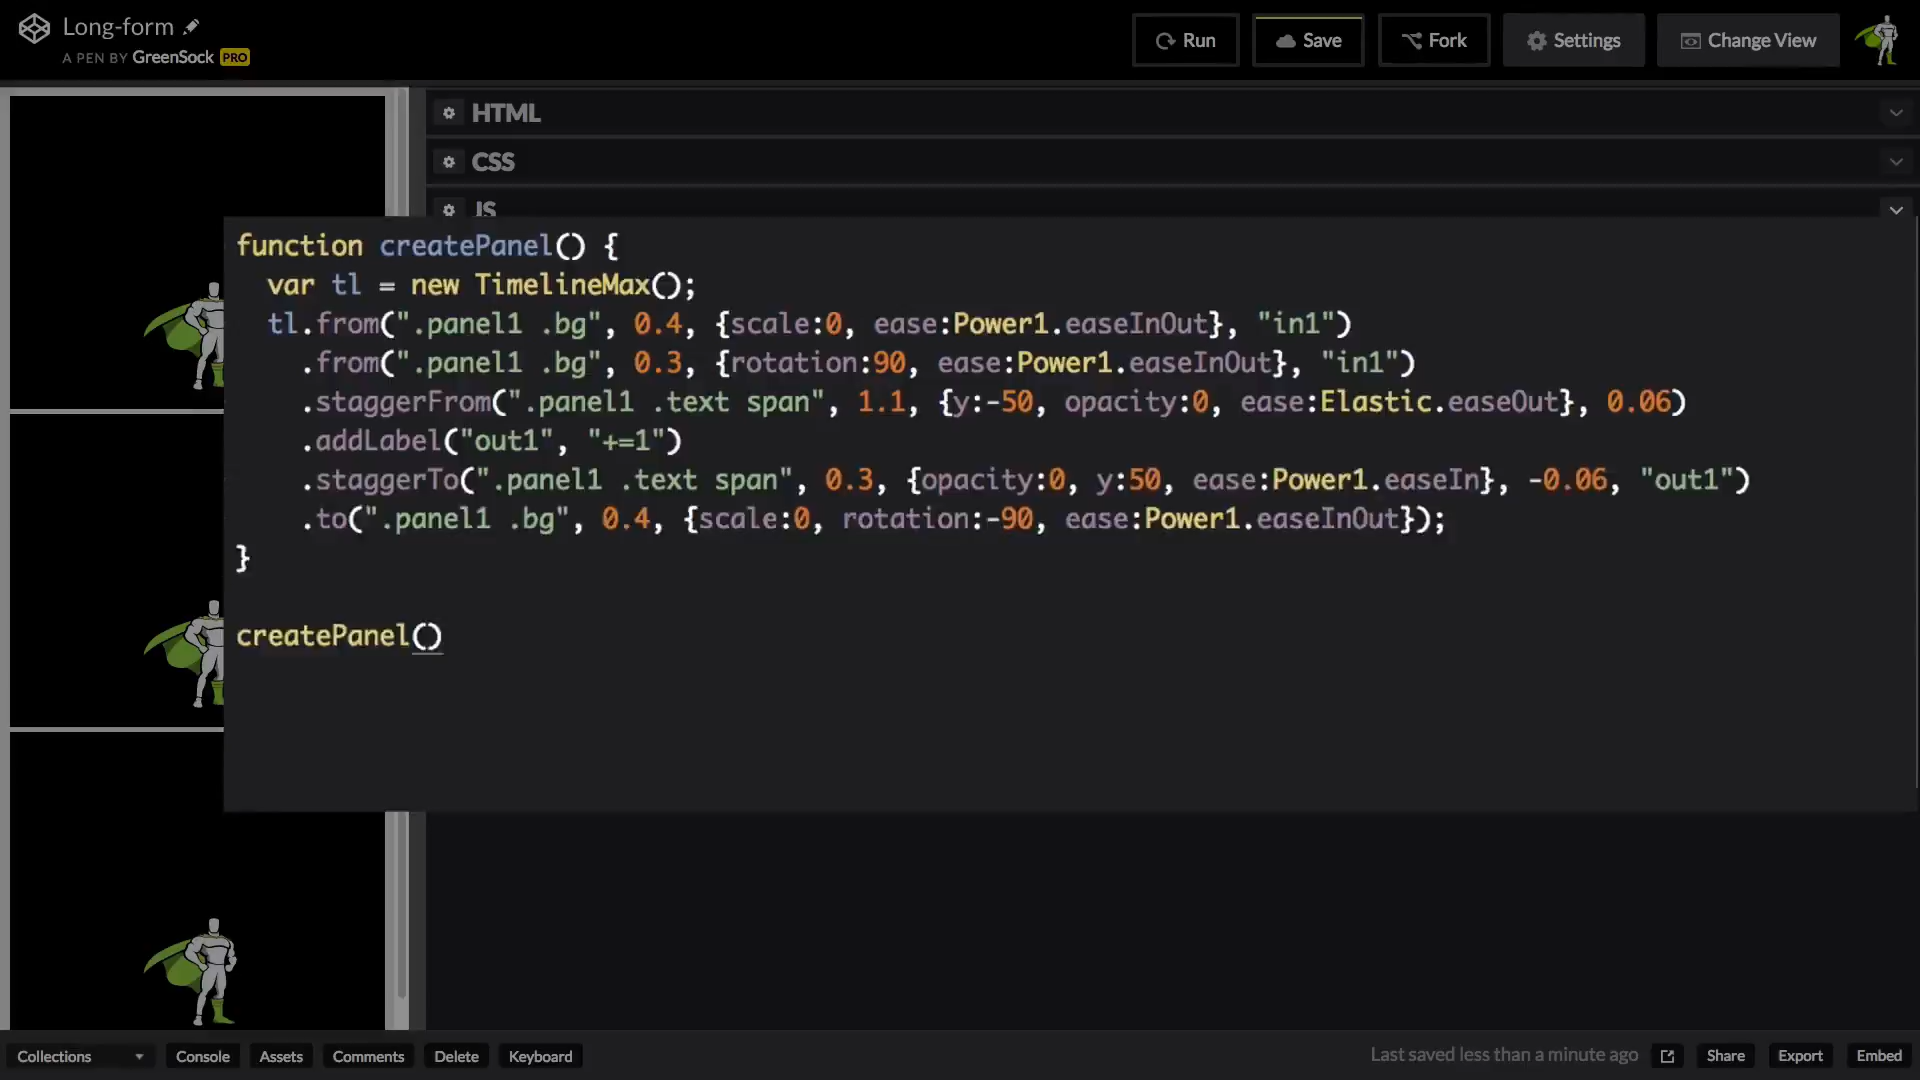 Long-form
A PEN BY GreenSock PRO
Run
Save
Fork
Settings
Change View
HTML
CSS
JS
function createPanel() {
  var tl = new TimelineMax();
  tl.from(".panel1 .bg", 0.4, {scale:0, ease:Power1.easeInOut}, "in1")
    .from(".panel1 .bg", 0.3, {rotation:90, ease:Power1.easeInOut}, "in1")
    .staggerFrom(".panel1 .text span", 1.1, {y:-50, opacity:0, ease:Elastic.easeOut}, 0.06)
    .addLabel("out1", "+=1")
    .staggerTo(".panel1 .text span", 0.3, {opacity:0, y:50, ease:Power1.easeIn}, -0.06, "out1")
    .to(".panel1 .bg", 0.4, {scale:0, rotation:-90, ease:Power1.easeInOut});
}
createPanel()
Collections
Console
Assets
Comments
Delete
Keyboard
Last saved less than a minute ago
Share
Export
Embed